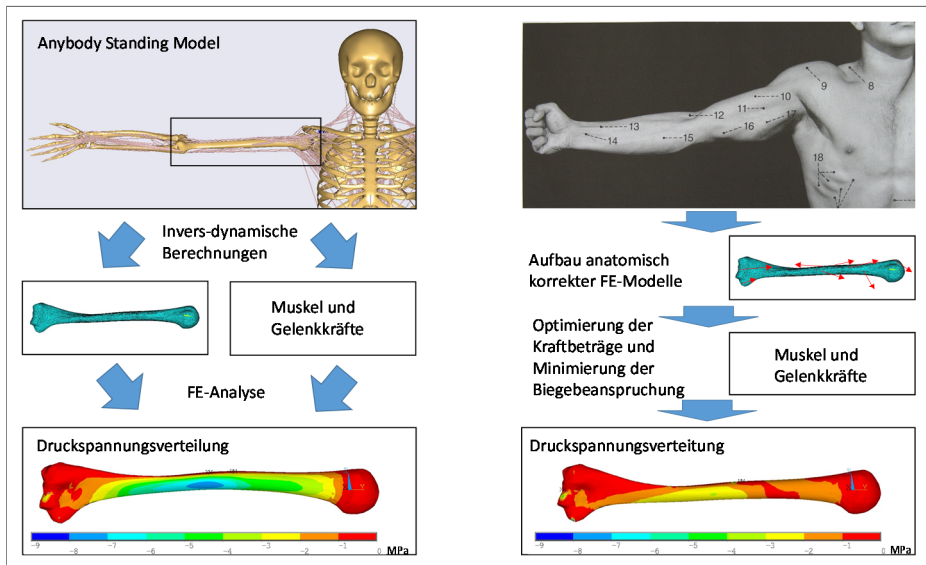 Anybody Standing Model
Invers-dynamische
Berechnungen
Muskel und
Gelenkkräfte
FE-Analyse
Druckspannungsverteilung
-9
-8
-7
-6
-5
-4
-3
-2
-1
0
MPa
8
9
10
11
12
13
14
15
16
17
18
Aufbau anatomisch
korrekter FE-Modelle
Optimierung der
Kraftbeträge und
Minimierung der
Biegebeanspruchung
Muskel und
Gelenkkräfte
Druckspannungsverteitung
-9
-8
-7
-6
-5
-4
-3
-2
-1
0
MPa